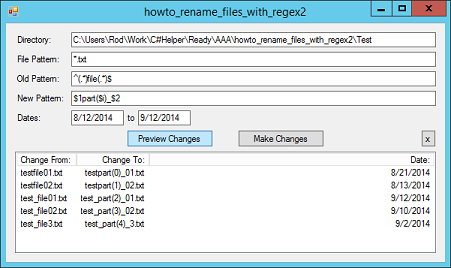 howto_rename_files_with_regex2
Directory: C:\Users\Rod\Work\C#Helper\Ready\AAA\howto_rename_files_with_regex2\Test
File Pattern: *.txt
Old Pattern: ^(.*)file(.*)$
New Pattern: $1part($i)_$2
Dates: 8/12/2014 to 9/12/2014
Preview Changes Make Changes x
Change From: Change To: Date:
testfile01.txt testpart(0)_01.txt 8/21/2014
testfile02.txt testpart(1)_02.txt 8/13/2014
test_file01.txt test_part(2)_01.txt 9/12/2014
test_file02.txt test_part(3)_02.txt 9/10/2014
test_file3.txt test_part(4)_3.txt 9/2/2014